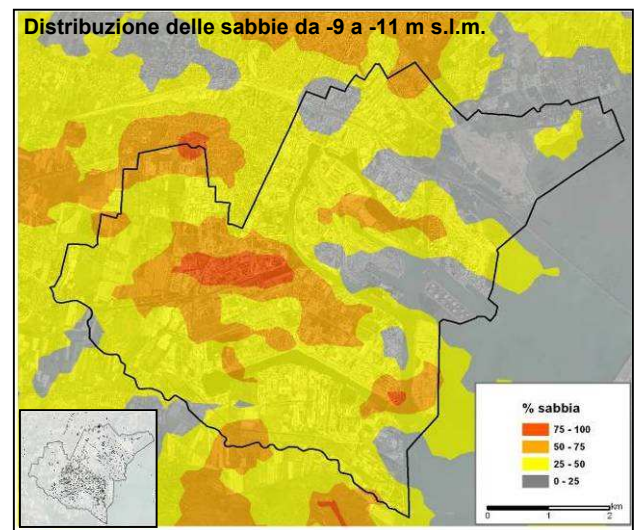 Distribuzione delle sabbie da -9 a -11 m s.l.m.
% sabbia
75 - 100
50 - 75
25 - 50
0 - 25
km
0 1 2